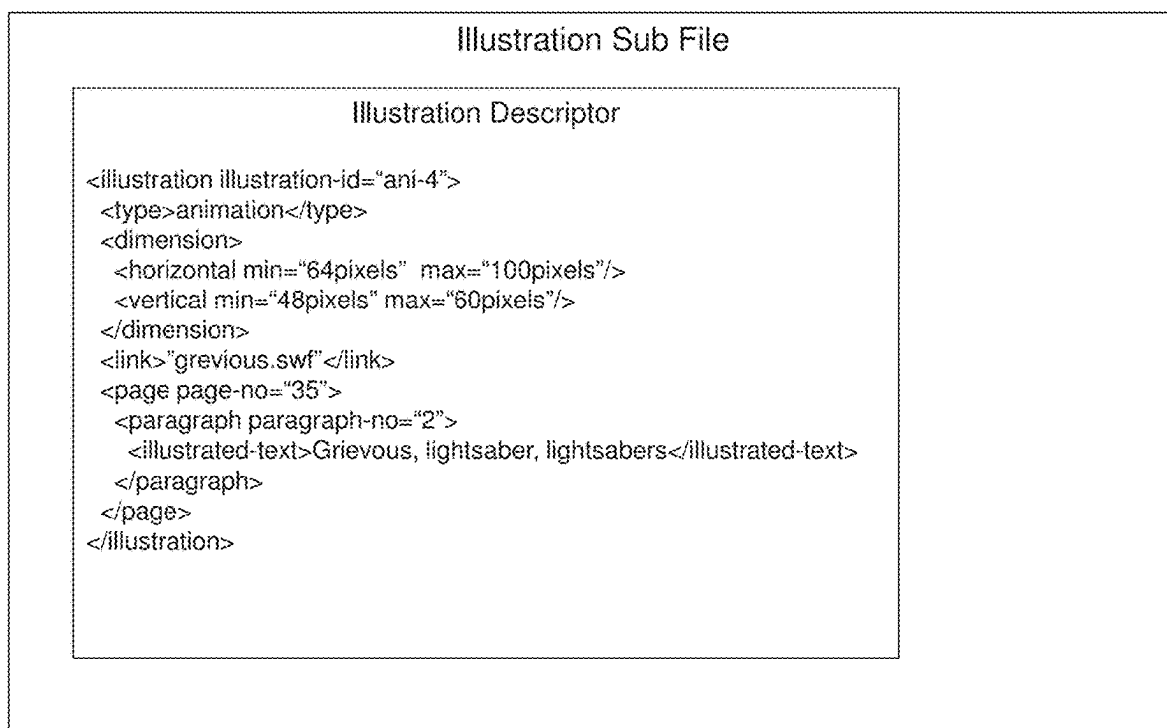 Illustration Sub File
Illustration Descriptor
<illustration illustration-id=“ani-4”>
<type>animation</type>
<dimension>
<horizontal min=“64pixels”  max=“100pixels”/>
<vertical min=“48pixels” max=“60pixels”/>
</dimension>
<link>”grevious.swf”</link>
<page page-no=“35”>
<paragraph paragraph-no=“2”>
<illustrated-text>Grievous, lightsaber, lightsabers</illustrated-text>
</paragraph>
</page>
</illustration>